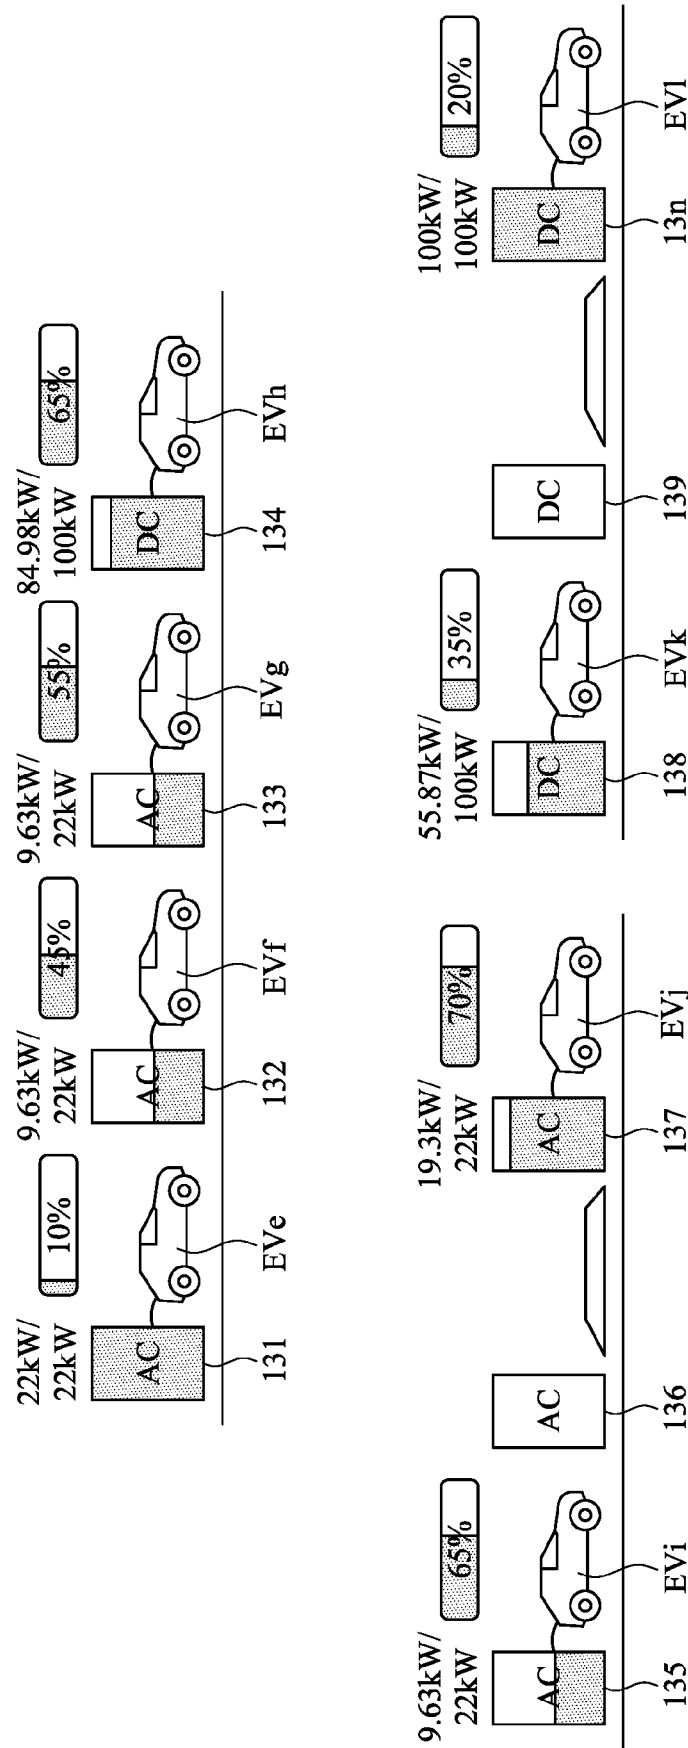 22kW/
22kW
10%
AC
131
EVe
9.63kW/
22kW
45%
AC
132
EVf
9.63kW/
22kW
55%
AC
133
EVg
84.98kW/
100kW
65%
DC
134
EVh
9.63kW/
22kW
65%
AC
135
EVi
AC
136
19.3kW/
22kW
70%
AC
137
EVj
55.87kW/
100kW
35%
DC
138
EVk
DC
139
100kW/
100kW
20%
DC
13n
EVl